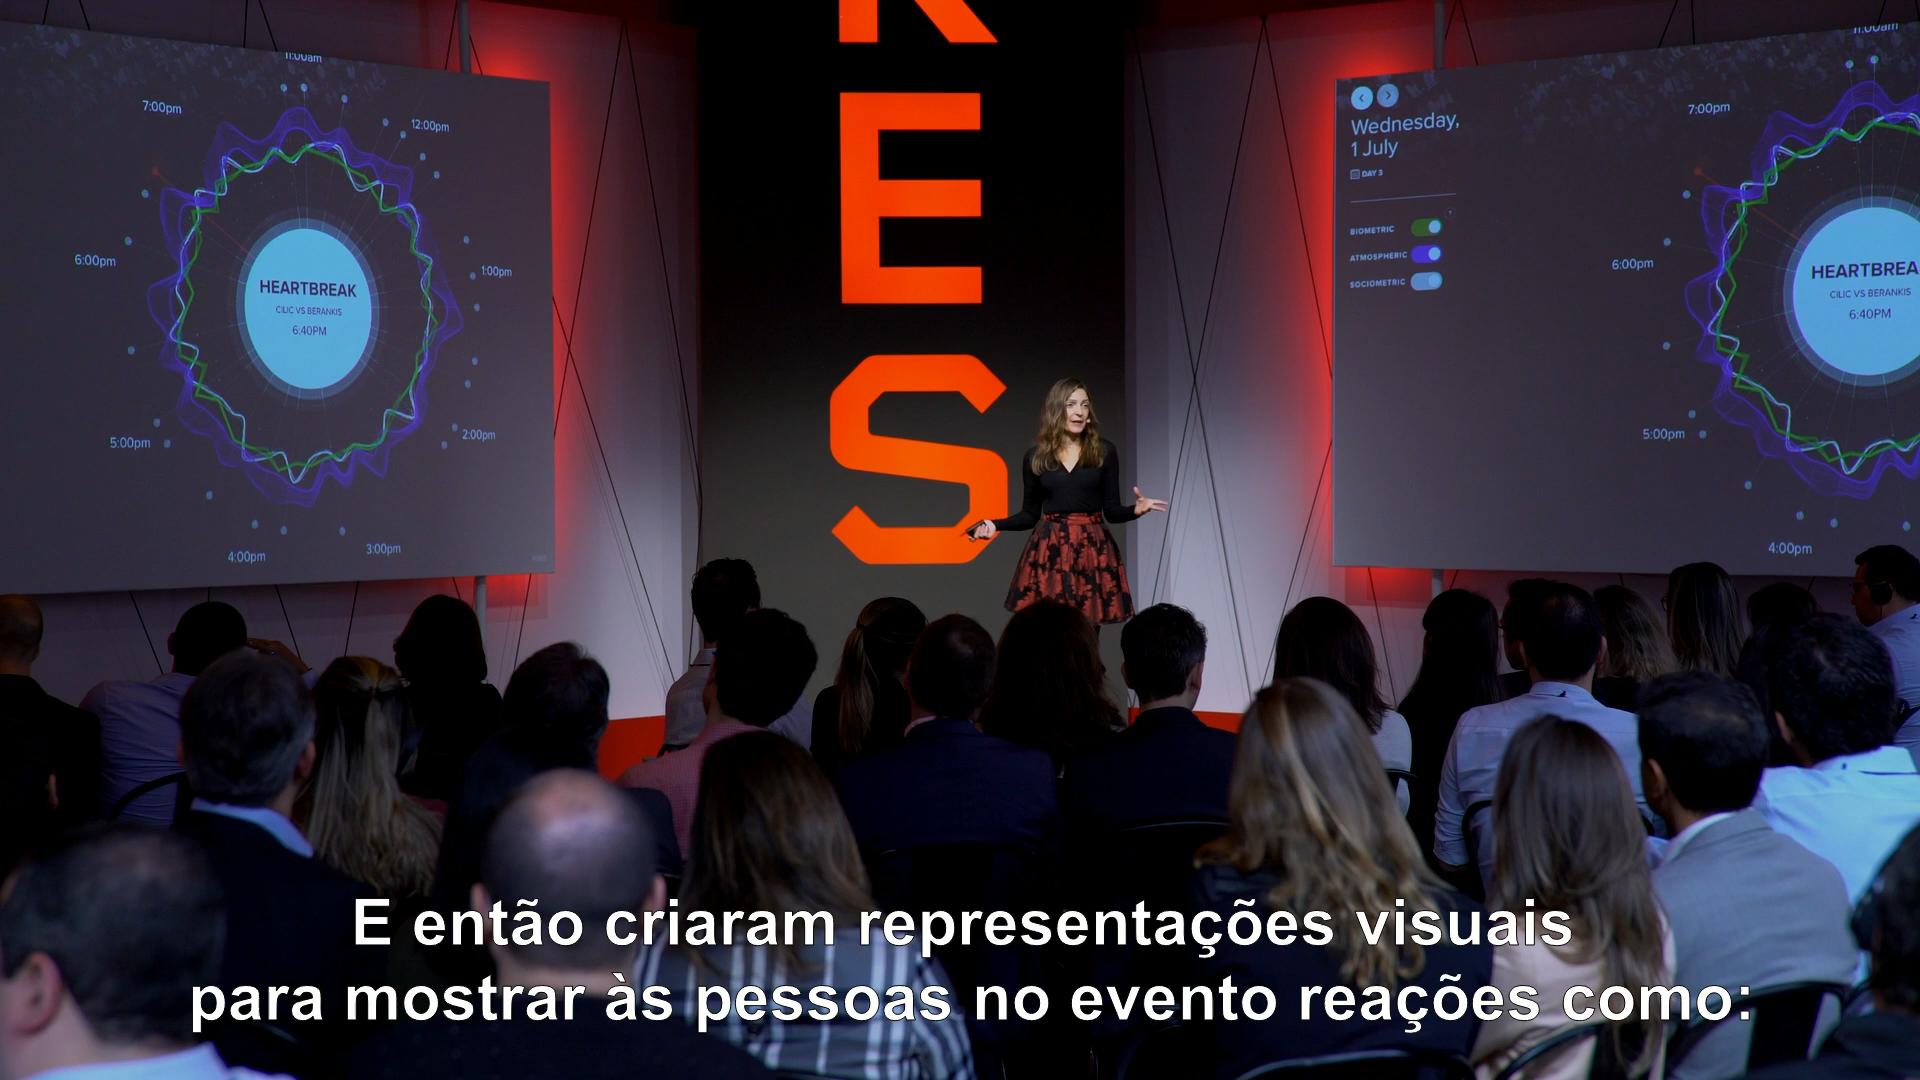 R
E
S
11:00am
7:00pm
12:00pm
6:00pm
1:00pm
HEARTBREAK
CILIC VS BERANKIS
6:40PM
5:00pm
2:00pm
4:00pm
3:00pm
Wednesday,
1 July
DAY 3
BIOMETRIC
ATMOSPHERIC
SOCIOMETRIC
11:00am
7:00pm
6:00pm
HEARTBREA
CILIC VS BERANKIS
6:40PM
5:00pm
4:00pm
E então criaram representações visuais
para mostrar às pessoas no evento reações como: